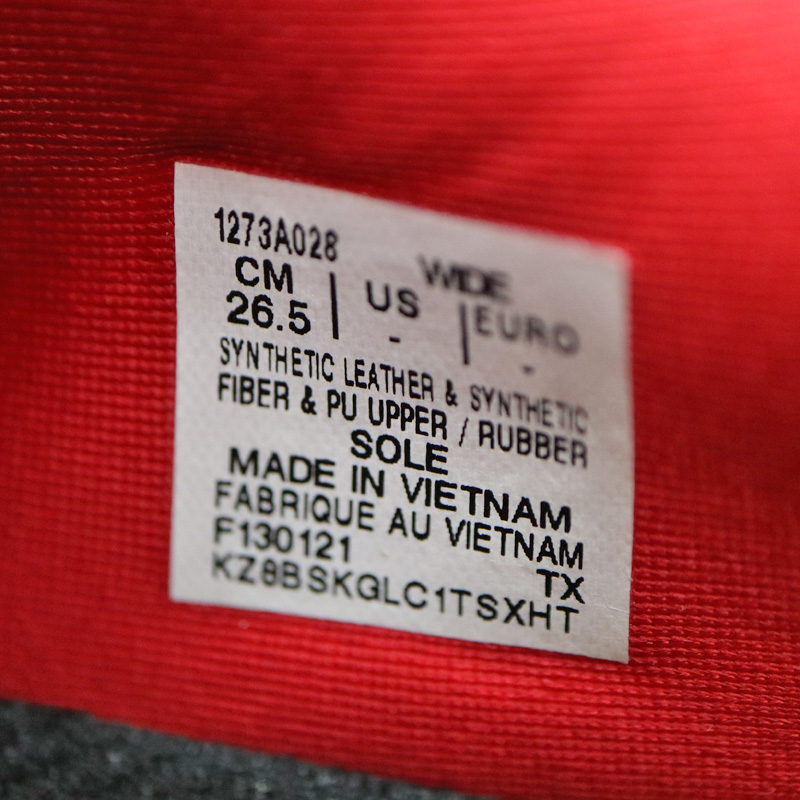 1273A028 WIDE
CM | US | EURO
26.5 - -
SYNTHETIC LEATHER & SYNTHETIC
FIBER & PU UPPER / RUBBER
SOLE
MADE IN VIETNAM
FABRIQUE AU VIETNAM
F130121 TX
KZ8BSKGLC1TSXHT